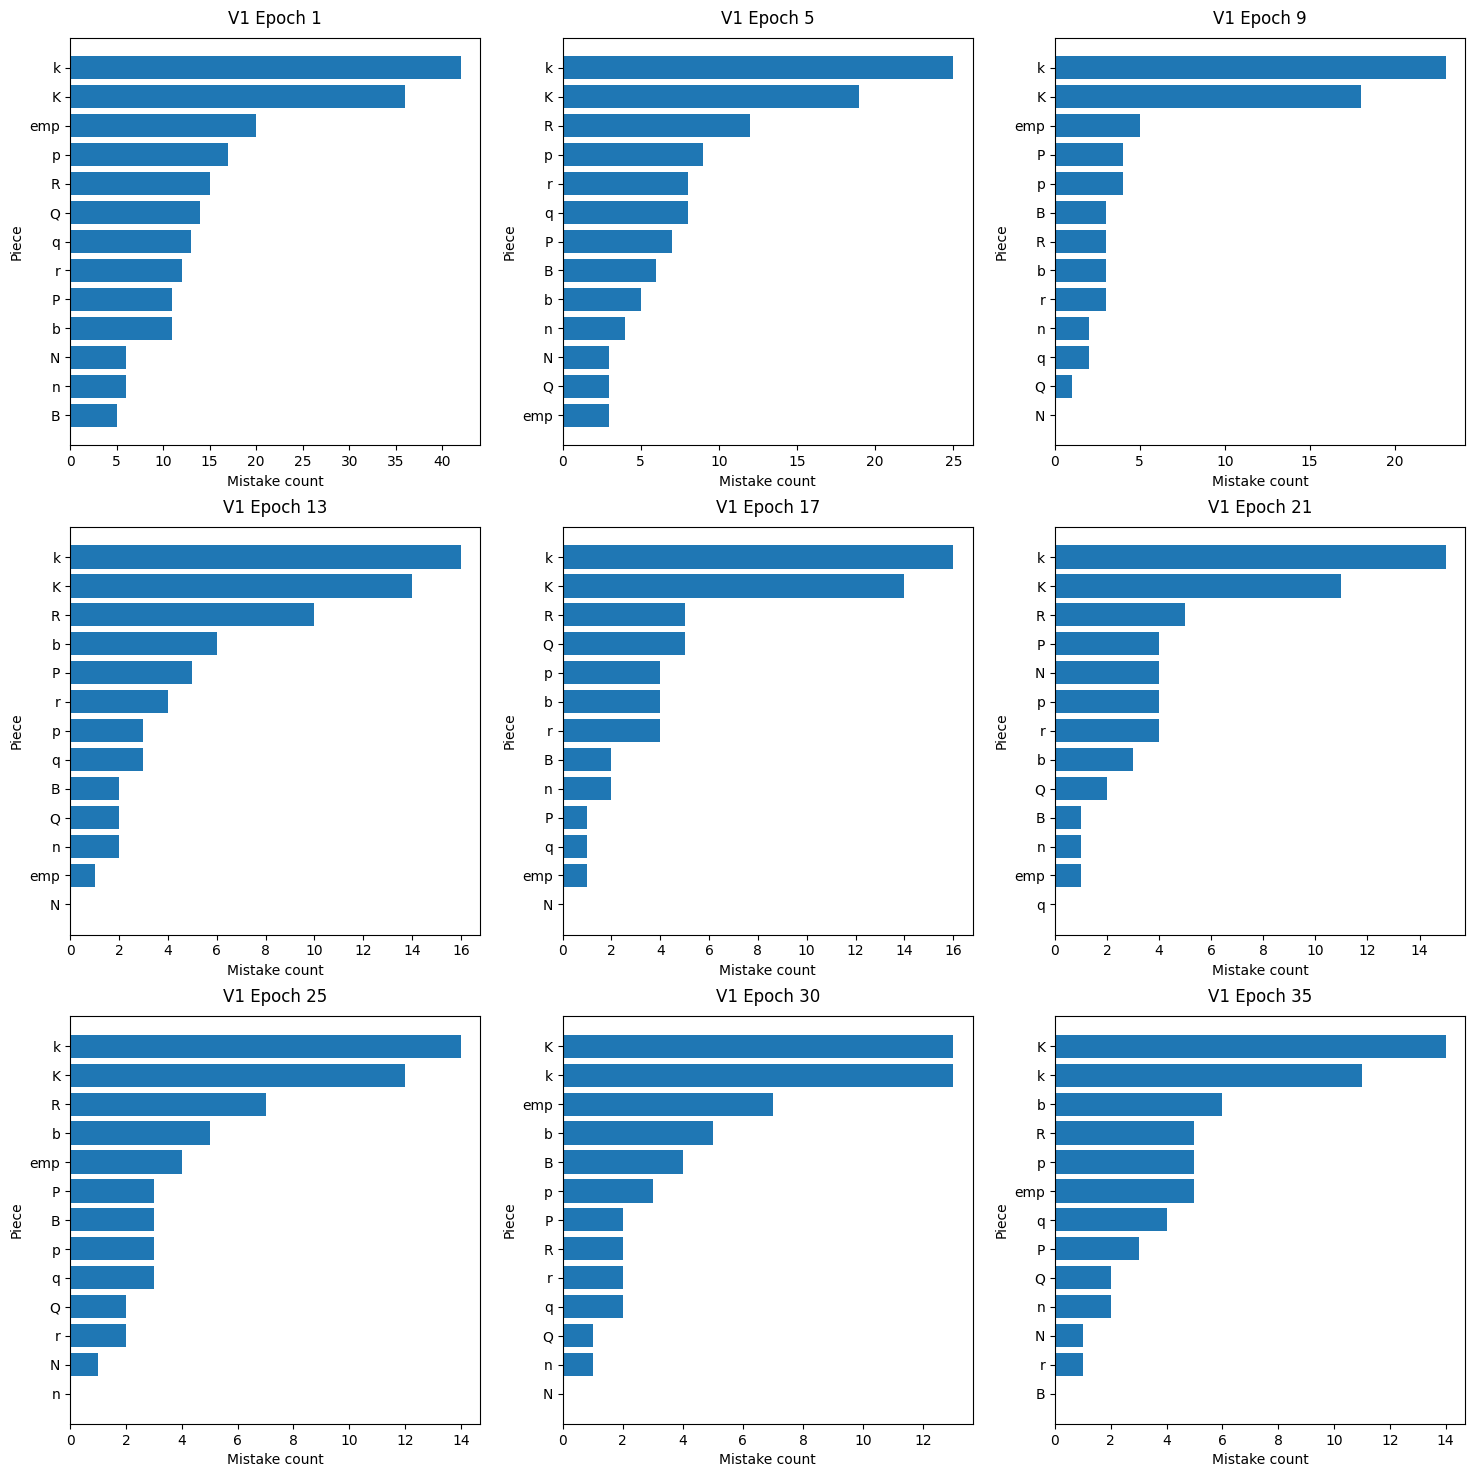 V1 Epoch 1
Piece
k
K
emp
p
R
Q
q
r
P
b
N
n
B
0 5 10 15 20 25 30 35 40
Mistake count
V1 Epoch 5
Piece
k
K
R
p
r
q
P
B
b
n
N
Q
emp
0 5 10 15 20 25
Mistake count
V1 Epoch 9
Piece
k
K
emp
P
p
B
R
b
r
n
q
Q
N
0 5 10 15 20
Mistake count
V1 Epoch 13
Piece
k
K
R
b
P
r
p
q
B
Q
n
emp
N
0 2 4 6 8 10 12 14 16
Mistake count
V1 Epoch 17
Piece
k
K
R
Q
p
b
r
B
n
P
q
emp
N
0 2 4 6 8 10 12 14 16
Mistake count
V1 Epoch 21
Piece
k
K
R
P
N
p
r
b
Q
B
n
emp
q
0 2 4 6 8 10 12 14
Mistake count
V1 Epoch 25
Piece
k
K
R
b
emp
P
B
p
q
Q
r
N
n
0 2 4 6 8 10 12 14
Mistake count
V1 Epoch 30
Piece
K
k
emp
b
B
p
P
R
r
q
Q
n
N
0 2 4 6 8 10 12
Mistake count
V1 Epoch 35
Piece
K
k
b
R
p
emp
q
P
Q
n
N
r
B
0 2 4 6 8 10 12 14
Mistake count